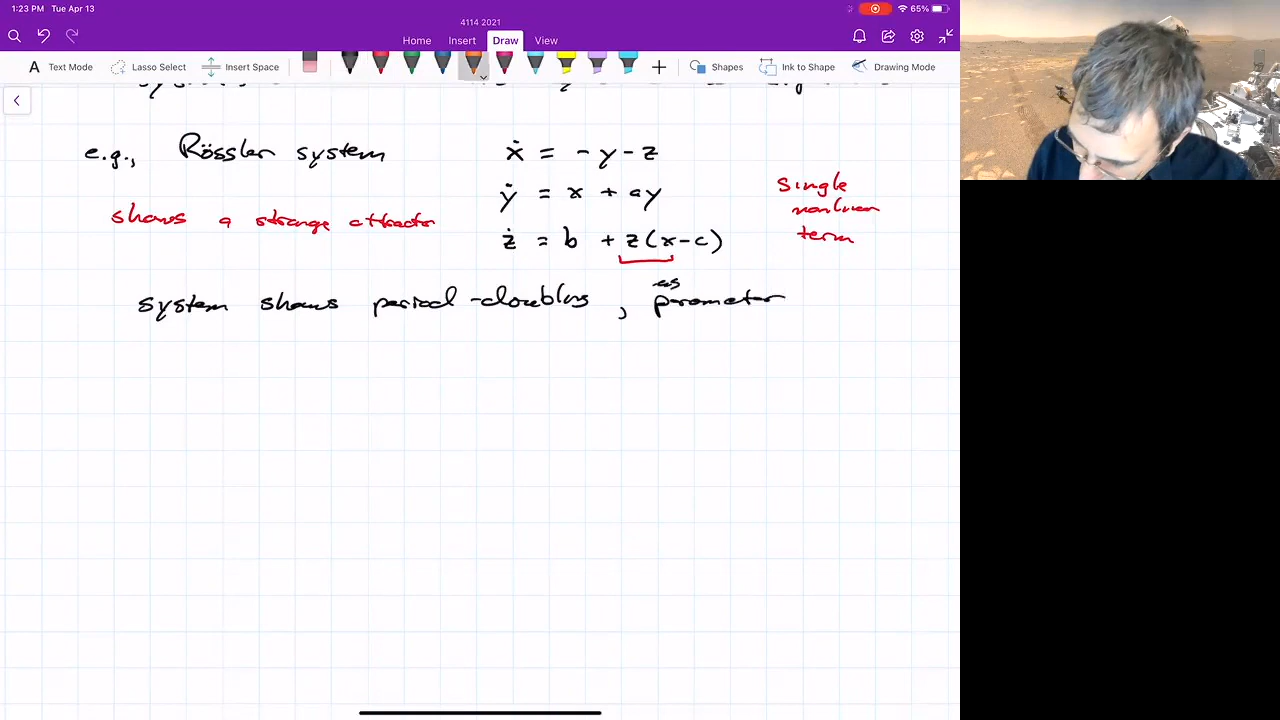 1:23 PM Tue Apr 13
65%
4114 2021
Home Insert Draw View
Text Mode Lasso Select Insert Space Shapes Ink to Shape Drawing Mode
e.g., Rössler system ẋ = -y-z
ẏ = x + ay
ż = b + z(x-c)
shows a strange attractor
single
nonlinear
term
system shows period-doublings, as parameter